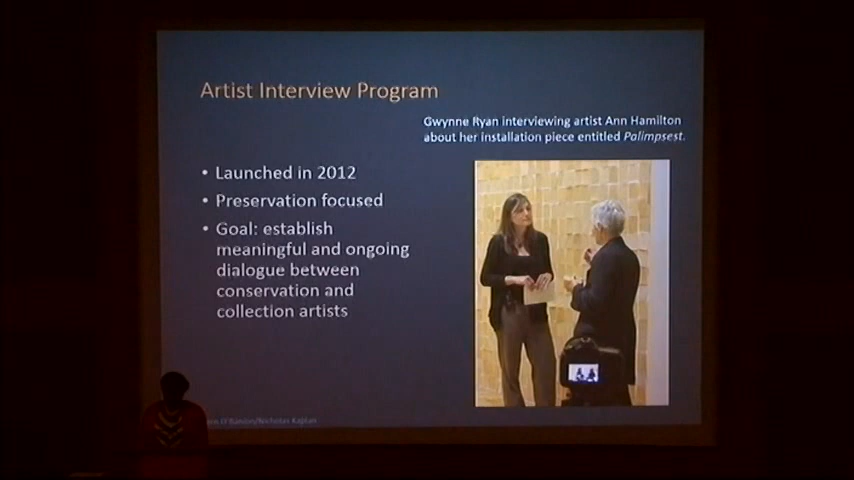 Artist Interview Program
Gwynne Ryan interviewing artist Ann Hamilton
about her installation piece entitled Palimpsest.
• Launched in 2012
• Preservation focused
• Goal: establish
meaningful and ongoing
dialogue between
conservation and
collection artists
Kaplan